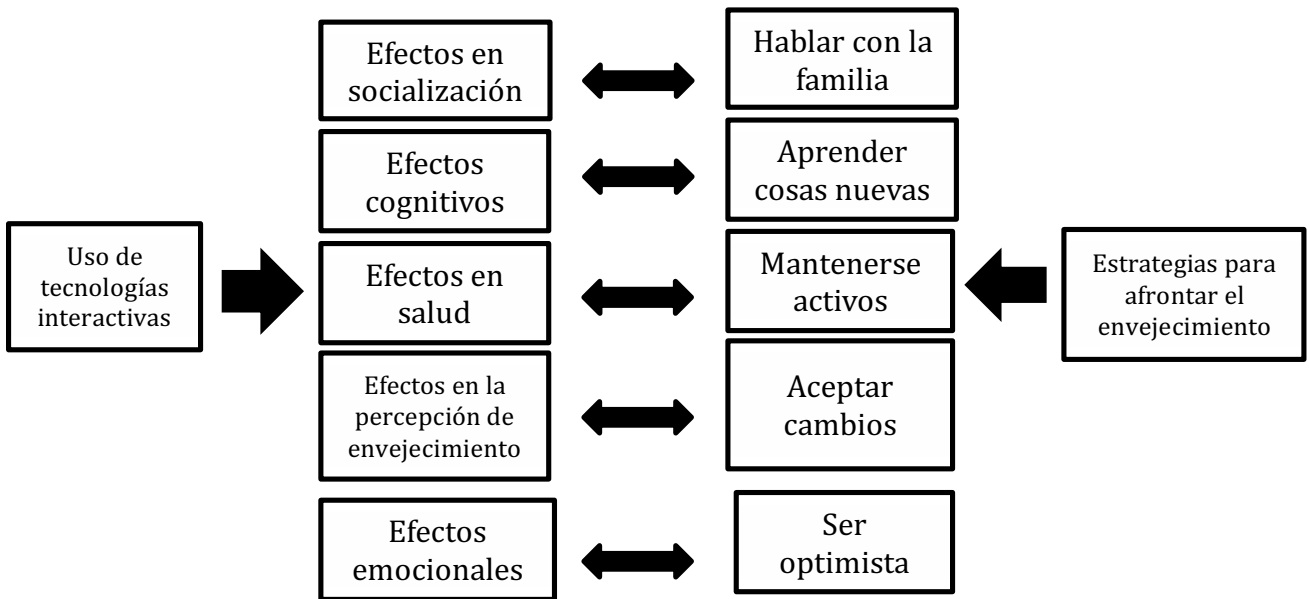 Efectos en
socialización
Hablar con la
familia
Efectos
cognitivos
Aprender
cosas nuevas
Uso de
tecnologías
interactivas
Efectos en
salud
Mantenerse
activos
Estrategias para
afrontar el
envejecimiento
Efectos en la
percepción de
envejecimiento
Aceptar
cambios
Efectos
emocionales
Ser
optimista